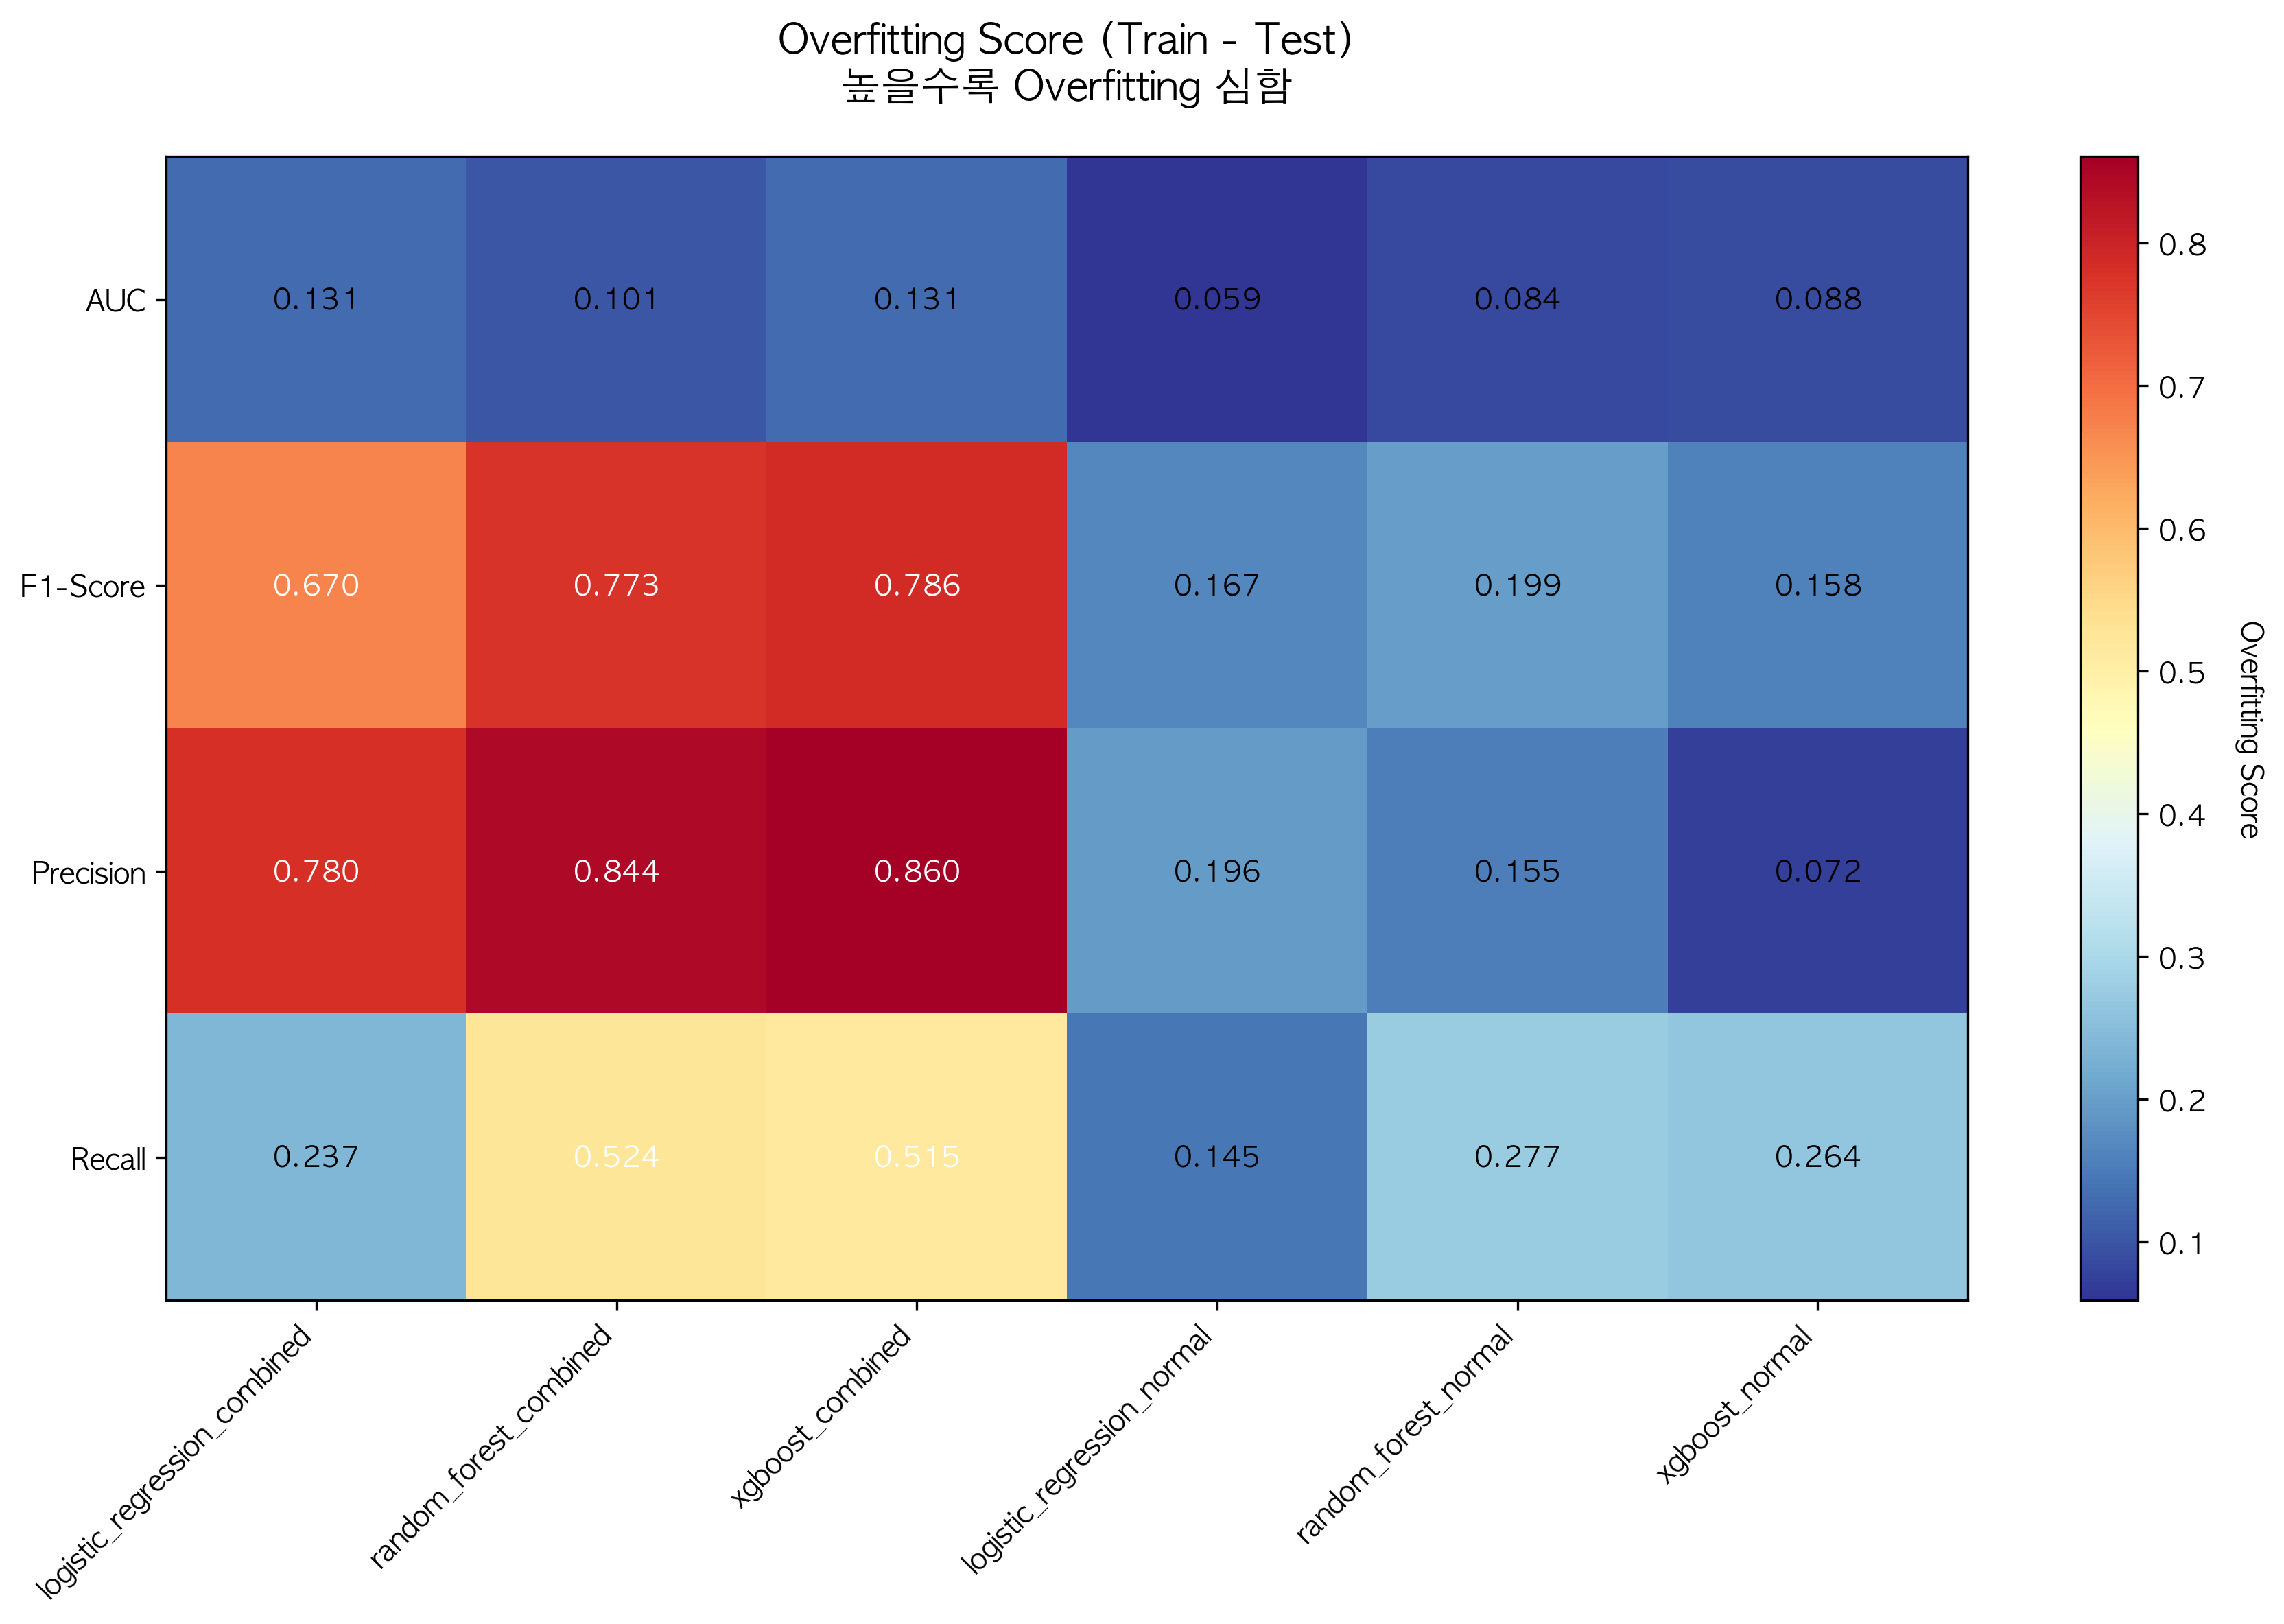 Overfitting Score (Train - Test)
높을수록 Overfitting 심함
AUC 0.131 0.101 0.131 0.059 0.084 0.088
F1-Score 0.670 0.773 0.786 0.167 0.199 0.158
Precision 0.780 0.844 0.860 0.196 0.155 0.072
Recall 0.237 0.524 0.515 0.145 0.277 0.264
logistic_regression_combined
random_forest_combined
xgboost_combined
logistic_regression_normal
random_forest_normal
xgboost_normal
0.8
0.7
0.6
0.5
0.4
0.3
0.2
0.1
Overfitting Score